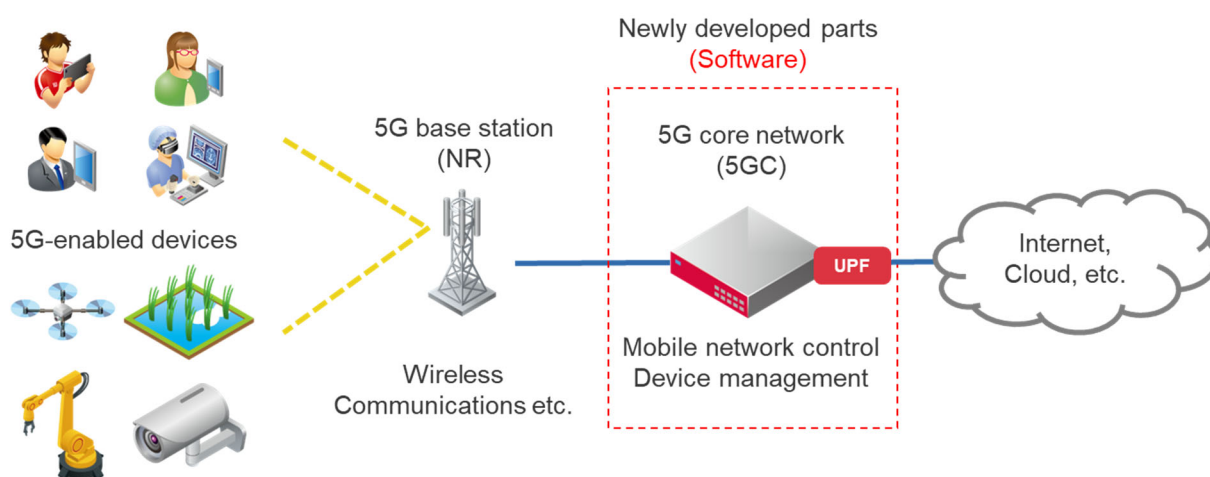 Newly developed parts
(Software)
5G base station
(NR)
5G core network
(5GC)
5G-enabled devices
UPF
Internet,
Cloud, etc.
Wireless
Communications etc.
Mobile network control
Device management